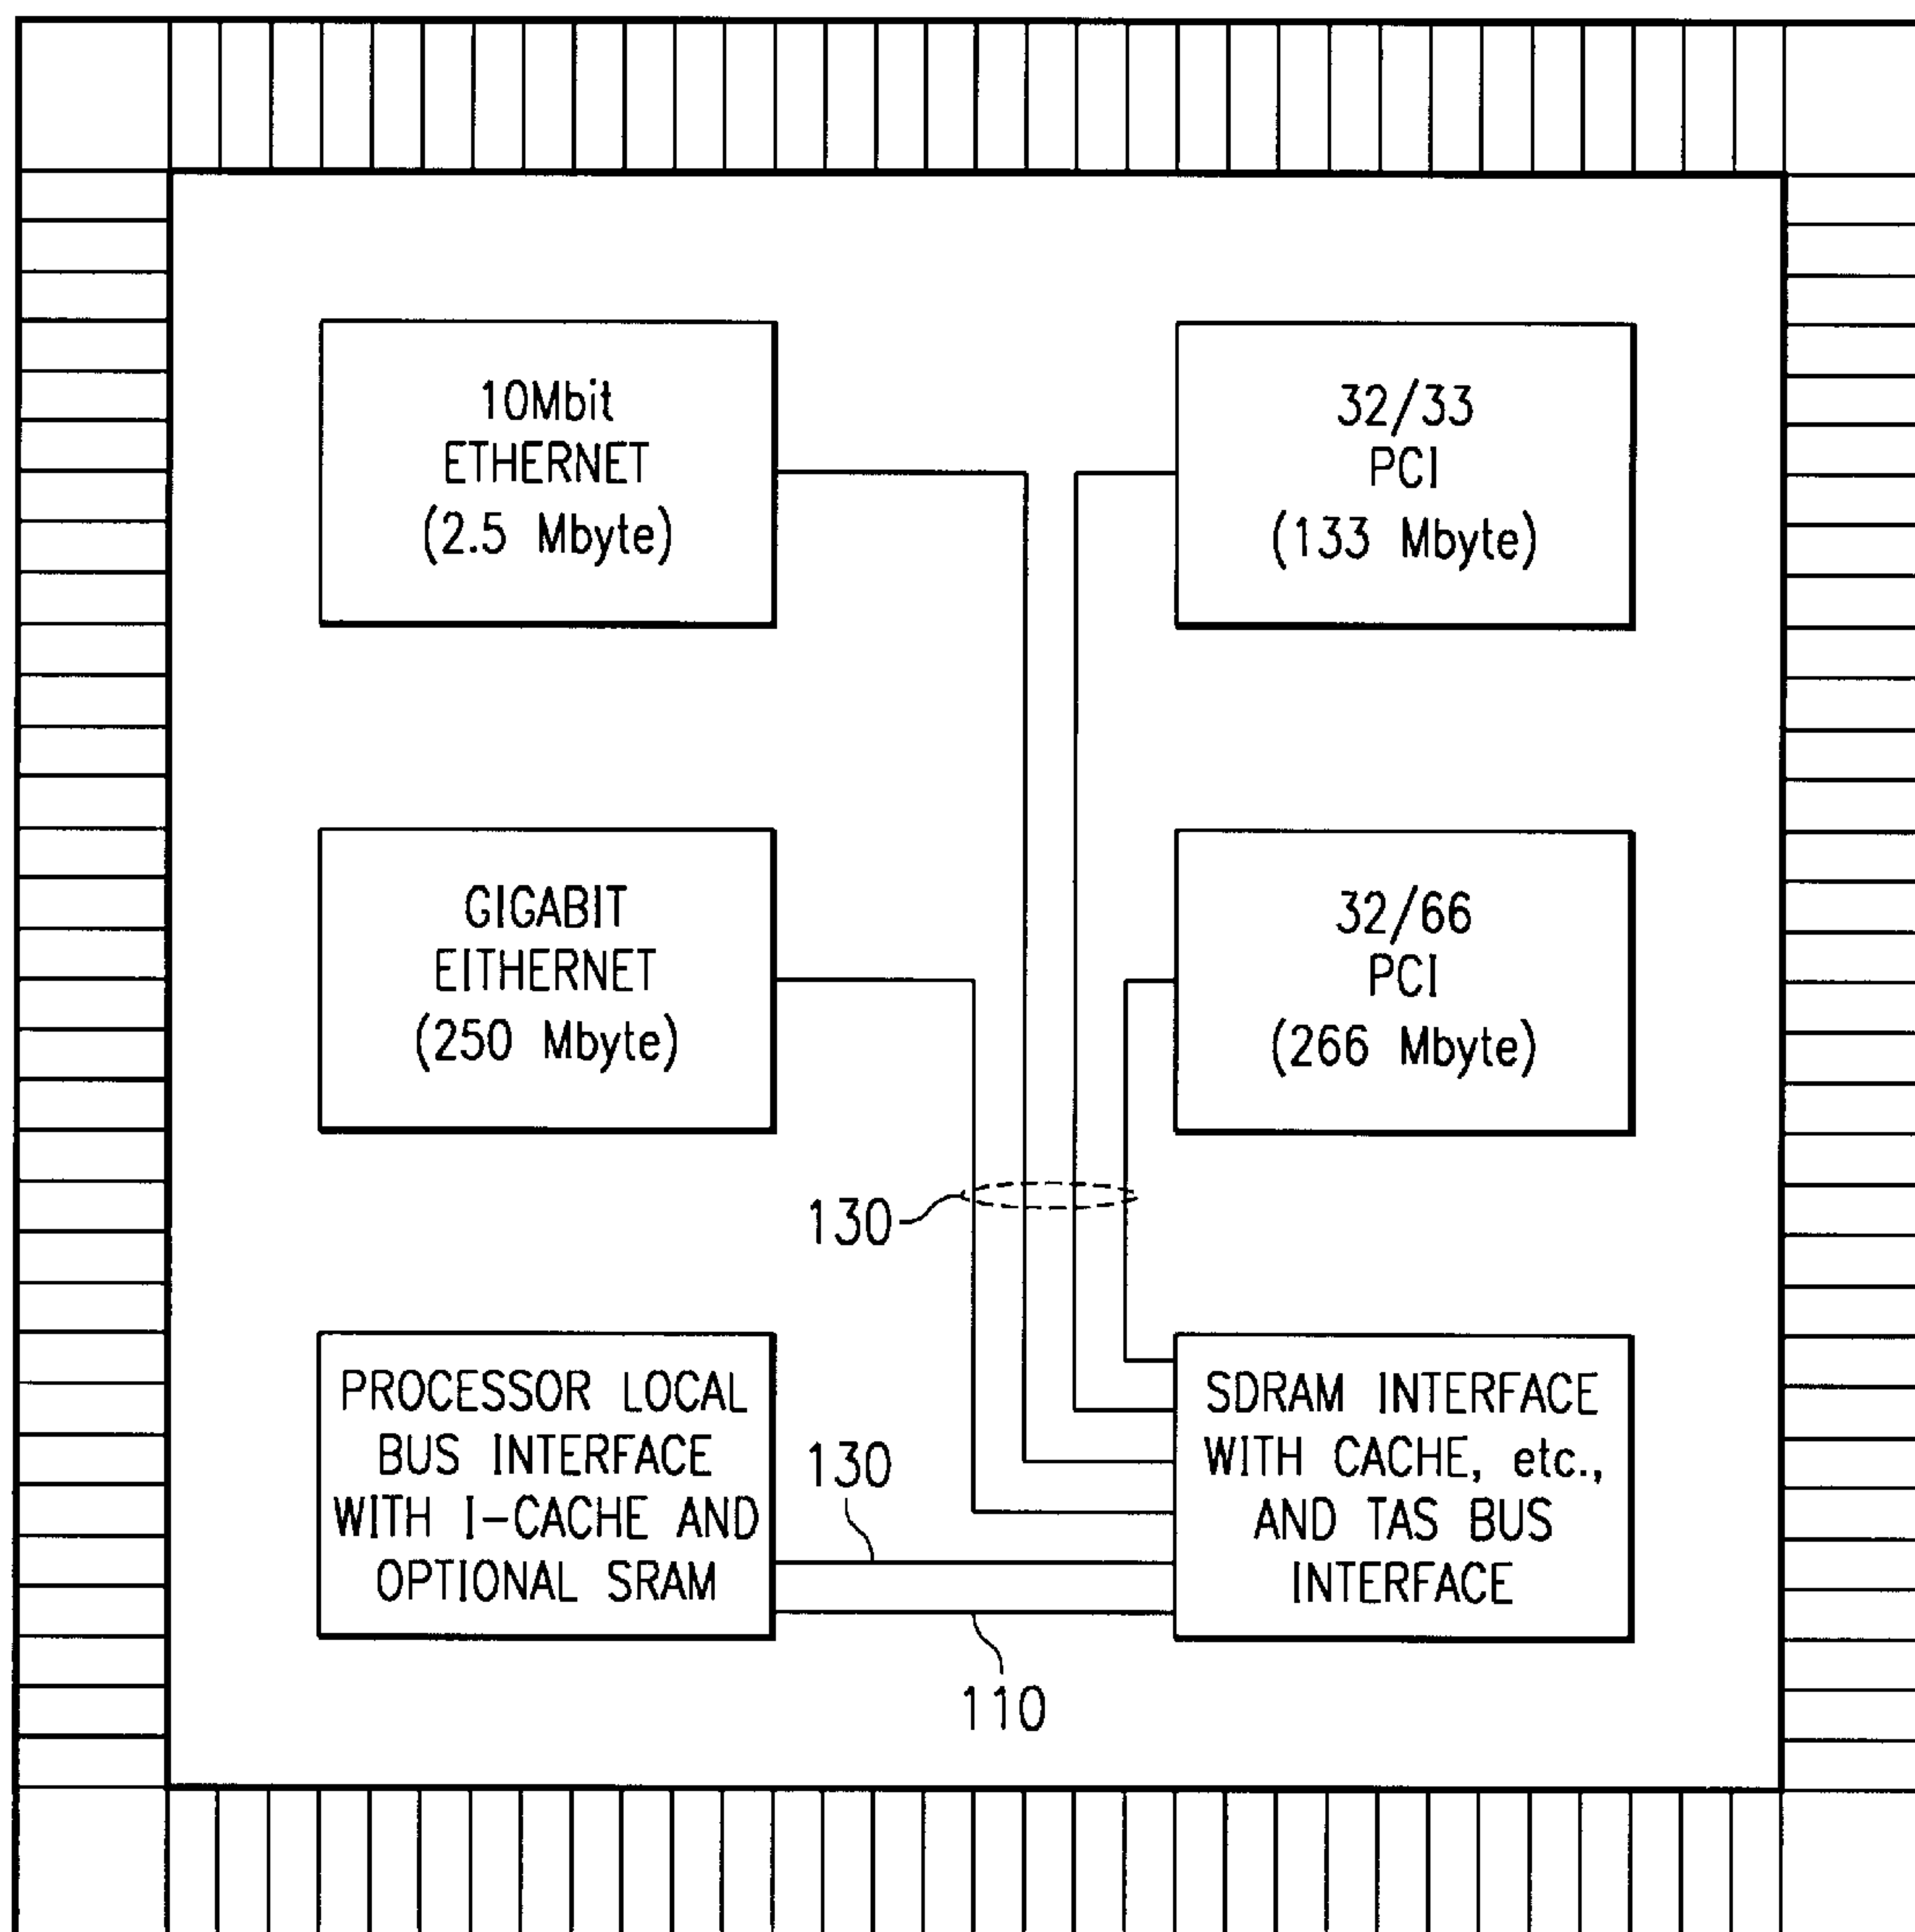 10Mbit
ETHERNET
(2.5 Mbyte)
32/33
PCI
(133 Mbyte)
GIGABIT
EITHERNET
(250 Mbyte)
32/66
PCI
(266 Mbyte)
130
PROCESSOR LOCAL
BUS INTERFACE
WITH I-CACHE AND
OPTIONAL SRAM
130
SDRAM INTERFACE
WITH CACHE, etc.,
AND TAS BUS
INTERFACE
110